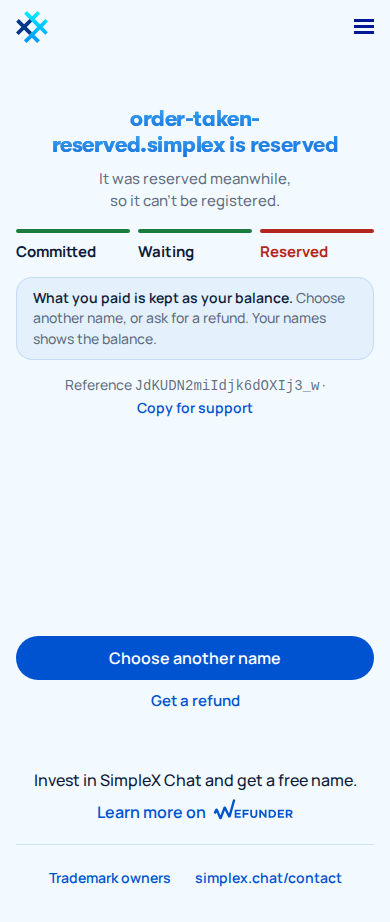 order-taken-
reserved.simplex is reserved
It was reserved meanwhile,
so it can't be registered.
Committed
Waiting
Reserved
What you paid is kept as your balance. Choose
another name, or ask for a refund. Your names
shows the balance.
Reference JdKUDN2miIdjk6dOXIj3_w ·
Copy for support
Choose another name
Get a refund
Invest in SimpleX Chat and get a free name.
Learn more on WEFUNDER
Trademark owners
simplex.chat/contact